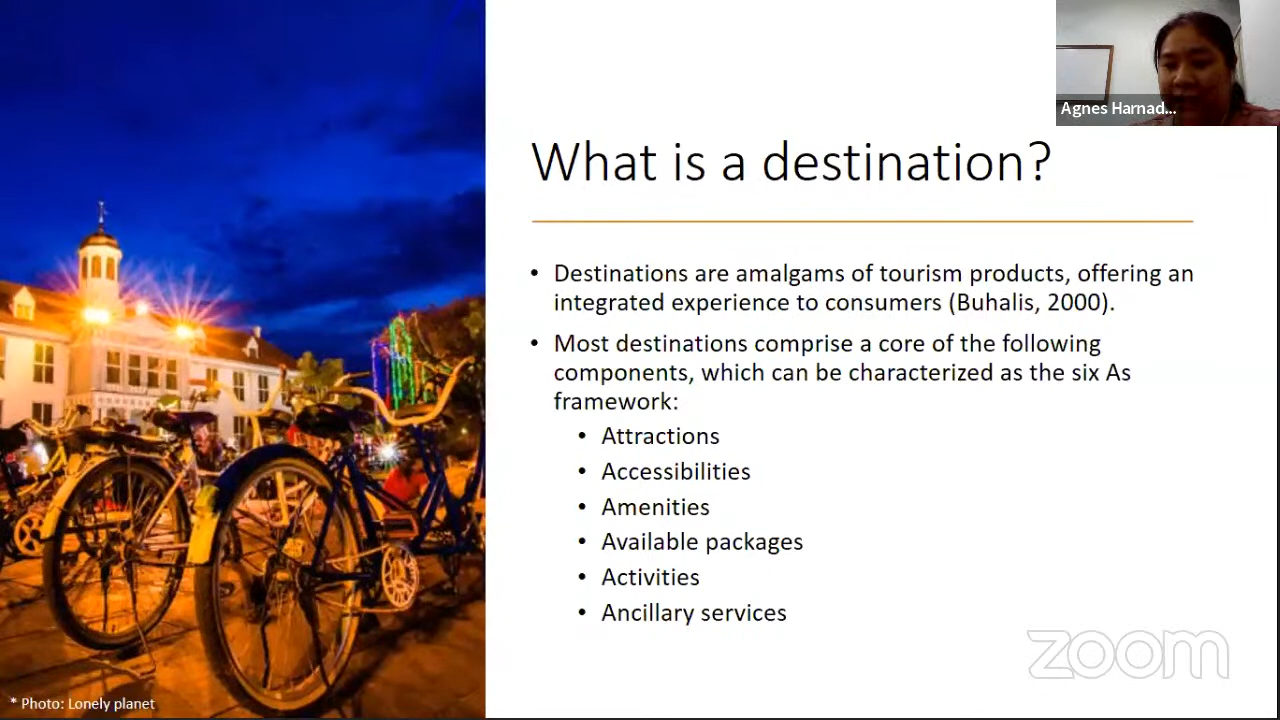 Agnes Harnad...
What is a destination?
• Destinations are amalgams of tourism products, offering an
integrated experience to consumers (Buhalis, 2000).
• Most destinations comprise a core of the following
components, which can be characterized as the six As
framework:
• Attractions
• Accessibilities
• Amenities
• Available packages
• Activities
• Ancillary services
zoom
* Photo: Lonely planet